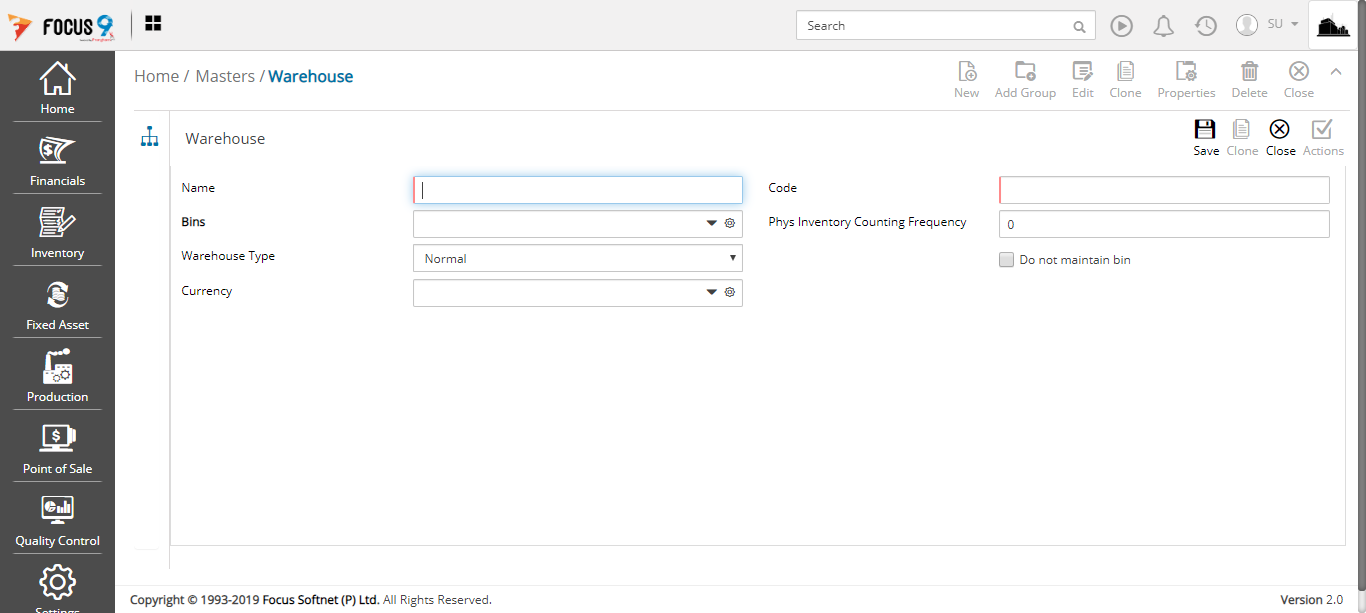 FOCUS 9
Search
SU
Home / Masters / Warehouse
New
Add Group
Edit
Clone
Properties
Delete
Close
Home
Financials
Inventory
Fixed Asset
Production
Point of Sale
Quality Control
Settings
Warehouse
Save
Clone
Close
Actions
Name
Code
Bins
Phys Inventory Counting Frequency
0
Warehouse Type
Normal
Do not maintain bin
Currency
Copyright © 1993-2019 Focus Softnet (P) Ltd. All Rights Reserved.
Version 2.0